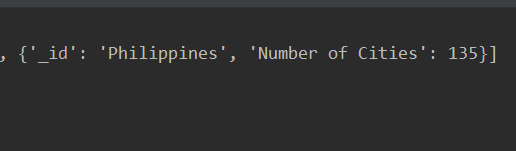 , {'_id': 'Philippines', 'Number of Cities': 135}]